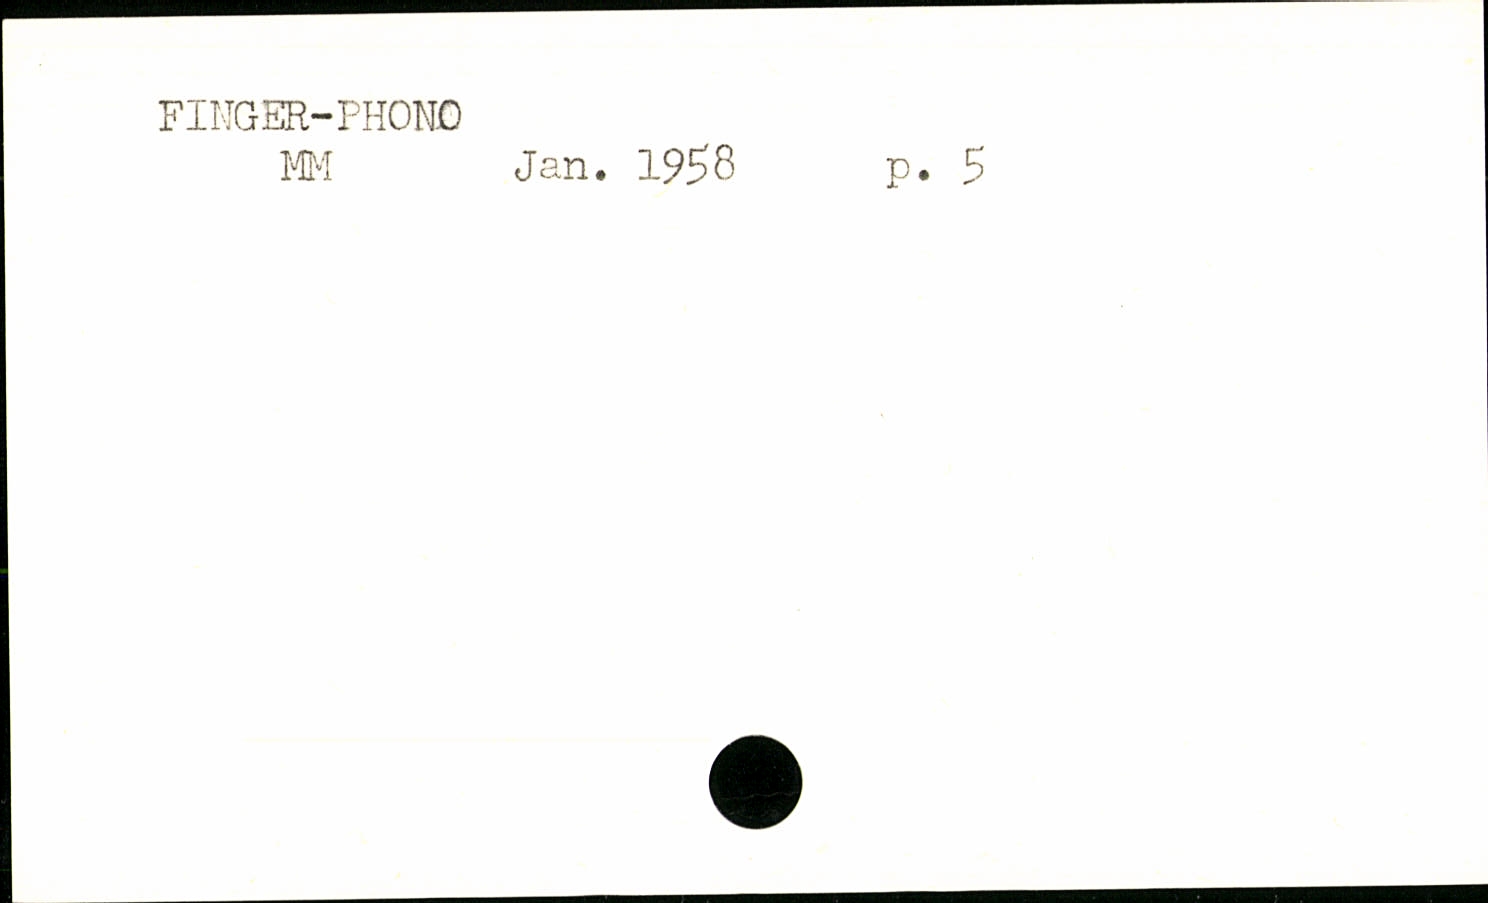 FINGER-PHONO
MM Jan. 1958 p. 5